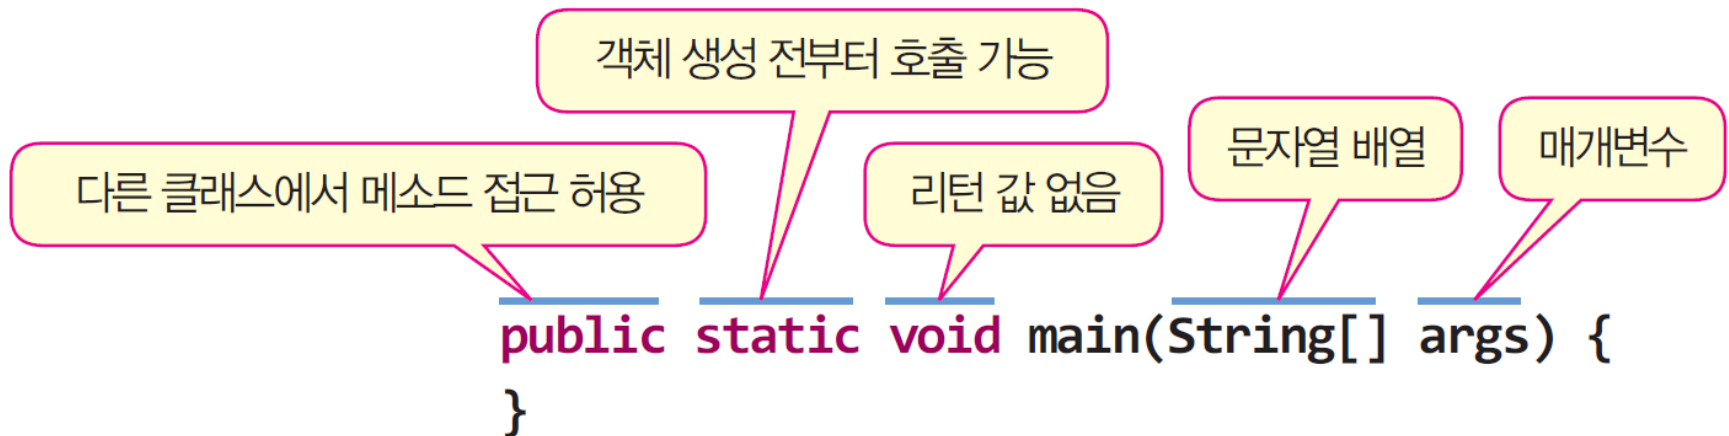 객체 생성 전부터 호출 가능
문자열 배열
매개변수
다른 클래스에서 메소드 접근 허용
리턴 값 없음
public static void main(String[] args) {
}